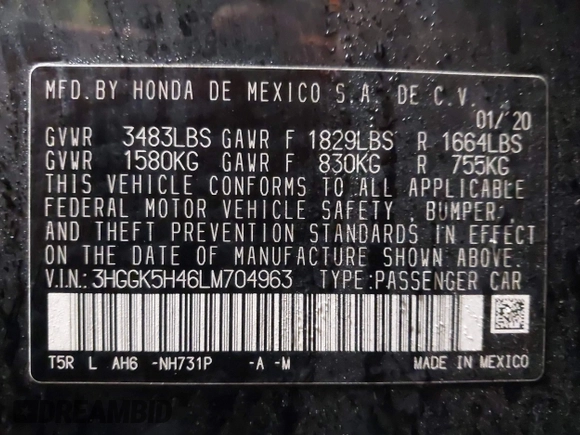 MFD.BY HONDA DE MEXICO S.A. DE C.V.
01/'20
GVWR 3483LBS GAWR F 1829LBS R 1664LBS
GVWR 1580KG GAWR F 830KG R 755KG
THIS VEHICLE CONFORMS TO ALL APPLICABLE
FEDERAL MOTOR VEHICLE SAFETY , BUMPER,
AND THEFT PREVENTION STANDARDS IN EFFECT
ON THE DATE OF MANUFACTURE SHOWN ABOVE.
V.I.N.: 3HGGK5H46LM704963 TYPE:PASSENGER CAR
T5R L AH6 -NH731P -A -M MADE IN MEXICO
DREAMBID